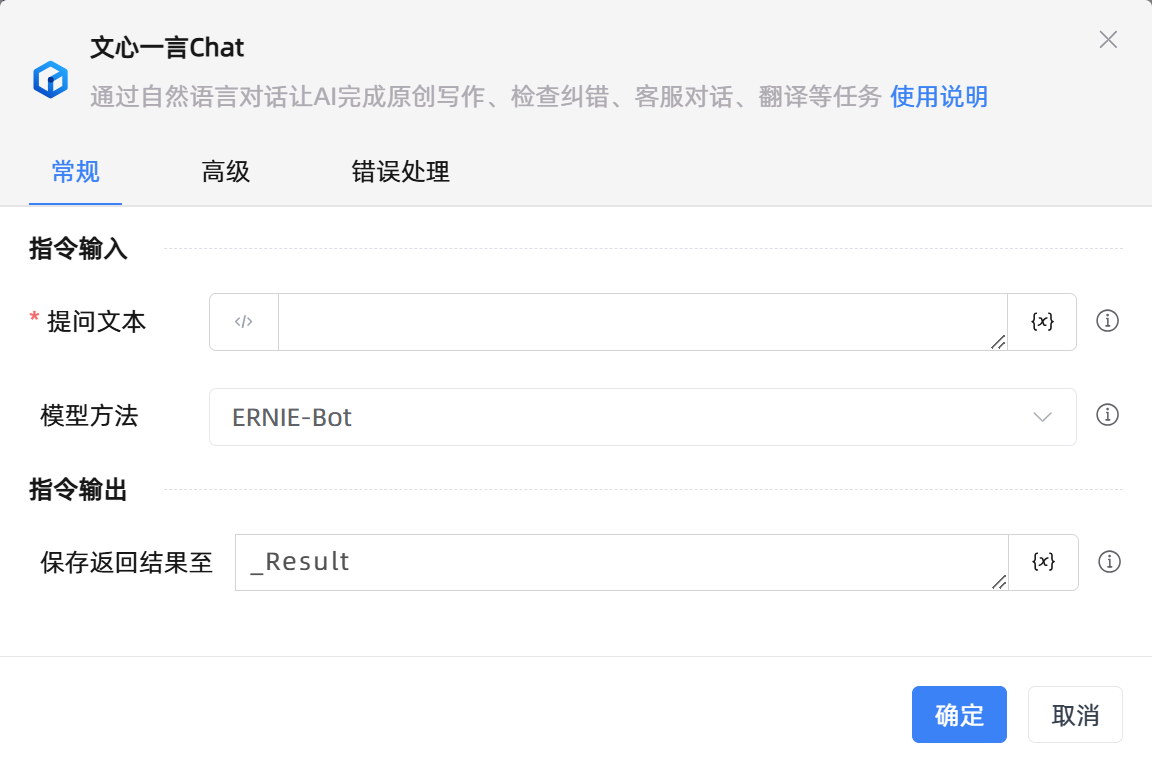 文心一言Chat
通过自然语言对话让AI完成原创写作、检查纠错、客服对话、翻译等任务 使用说明
常规 高级 错误处理
指令输入
* 提问文本 </> {x}
模型方法 ERNIE-Bot
指令输出
保存返回结果至 _Result {x}
确定 取消